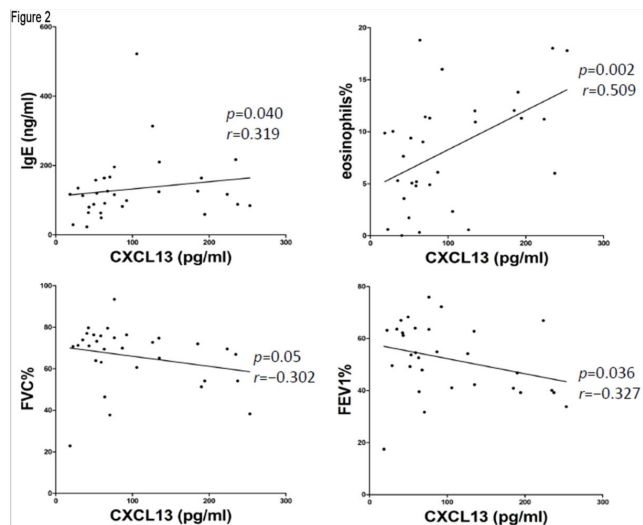 Figure 2
600
400
200
0
0 100 200 300
IgE (ng/ml)
CXCL13 (pg/ml)
p=0.040
r=0.319
20
15
10
5
0
0 100 200 300
eosinophils%
CXCL13 (pg/ml)
p=0.002
r=0.509
100
80
60
40
20
0
0 100 200 300
FVC%
CXCL13 (pg/ml)
p=0.05
r=−0.302
80
60
40
20
0
0 100 200 300
FEV1%
CXCL13 (pg/ml)
p=0.036
r=−0.327